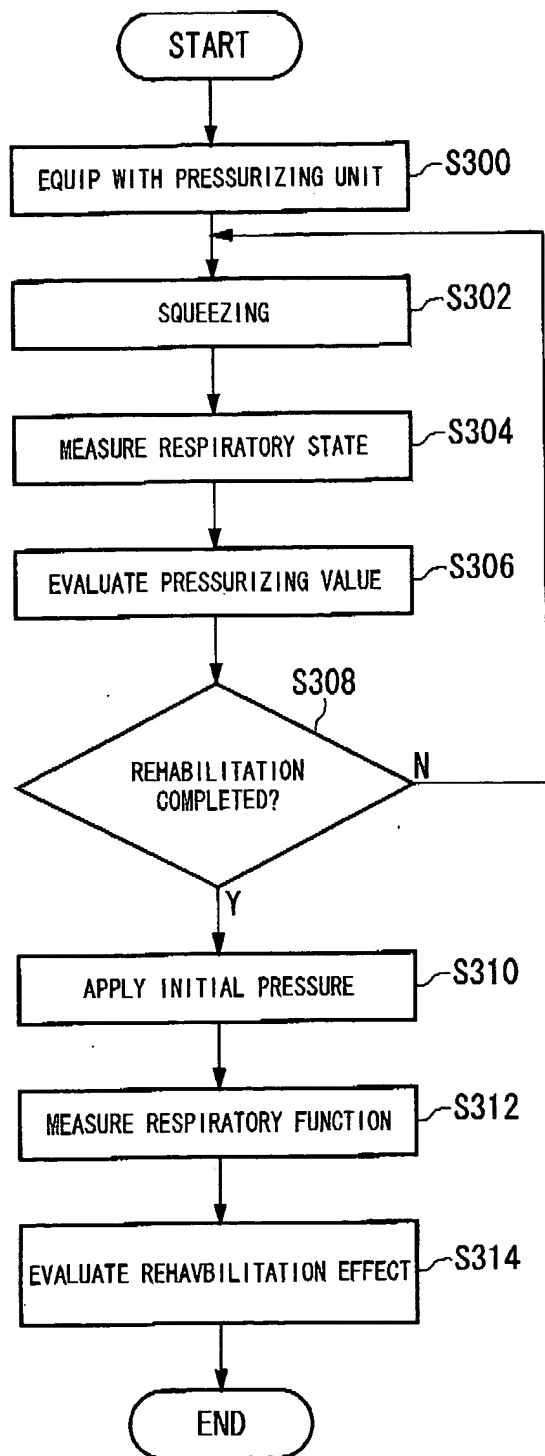 START
EQUIP WITH PRESSURIZING UNIT
S300
SQUEEZING
S302
MEASURE RESPIRATORY STATE
S304
EVALUATE PRESSURIZING VALUE
S306
S308
REHABILITATION
COMPLETED?
N
Y
APPLY INITIAL PRESSURE
S310
MEASURE RESPIRATORY FUNCTION
S312
EVALUATE REHAVBILITATION EFFECT
S314
END